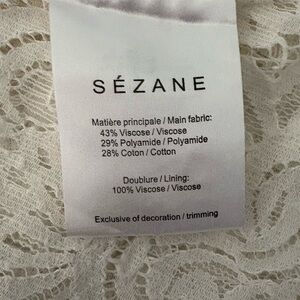 SÉZANE
Matière principale / Main fabric:
43% Viscose / Viscose
29% Polyamide / Polyamide
28% Coton / Cotton
Doublure / Lining:
100% Viscose / Viscose
Exclusive of decoration / trimming